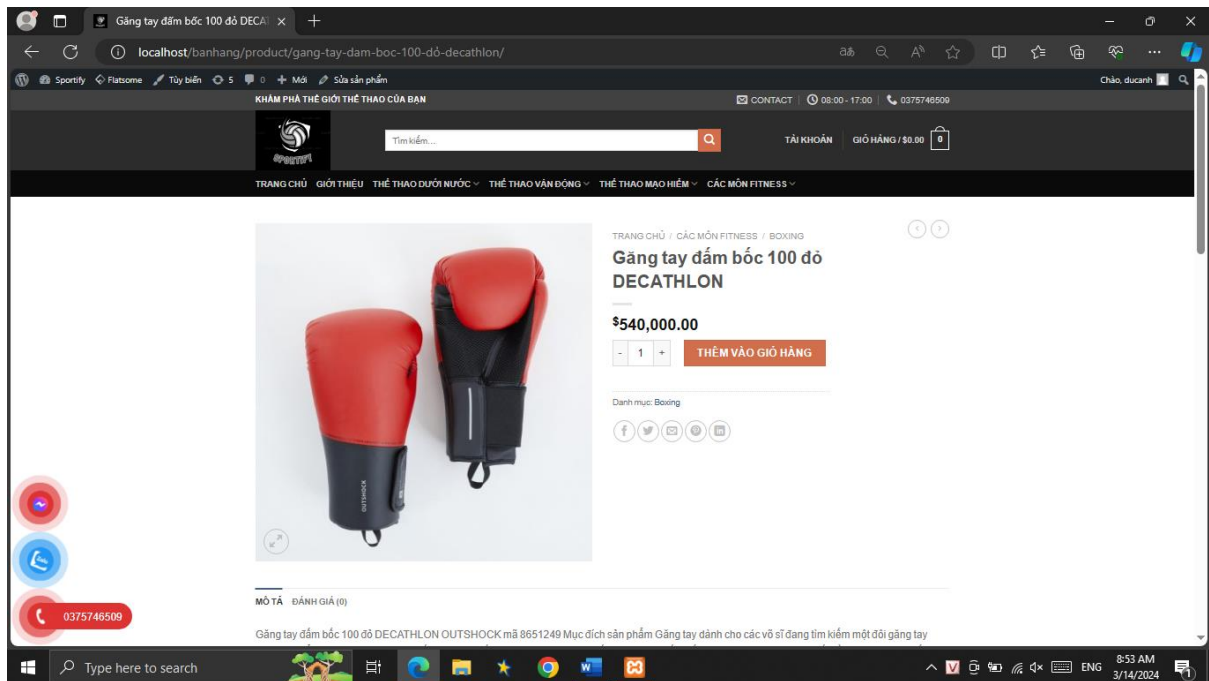 Găng tay đấm bốc 100 đỏ DECAT
localhost/banhang/product/gang-tay-dam-boc-100-dỏ-decathlon/
Sportify Flatsome Tùy biến 5 0 Mới Sửa sản phẩm Chào, ducanh
KHÁM PHÁ THẾ GIỚI THỂ THAO CỦA BẠN CONTACT 08:00 - 17:00 0375746509
SPORTIFY
Tìm kiếm... TÀI KHOẢN GIỎ HÀNG / $0.00 0
TRANG CHỦ GIỚI THIỆU THỂ THAO DƯỚI NƯỚC THỂ THAO VẬN ĐỘNG THỂ THAO MẠO HIỂM CÁC MÔN FITNESS
TRANG CHỦ / CÁC MÔN FITNESS / BOXING
Găng tay đấm bốc 100 đỏ
DECATHLON
$540,000.00
- 1 + THÊM VÀO GIỎ HÀNG
Danh mục: Boxing
OUTSHOCK
MÔ TẢ ĐÁNH GIÁ (0)
0375746509
Găng tay đấm bốc 100 đỏ DECATHLON OUTSHOCK mã 8651249 Mục đích sản phẩm Găng tay dành cho các võ sĩ đang tìm kiếm một đôi găng tay
Type here to search
ENG
8:53 AM
3/14/2024